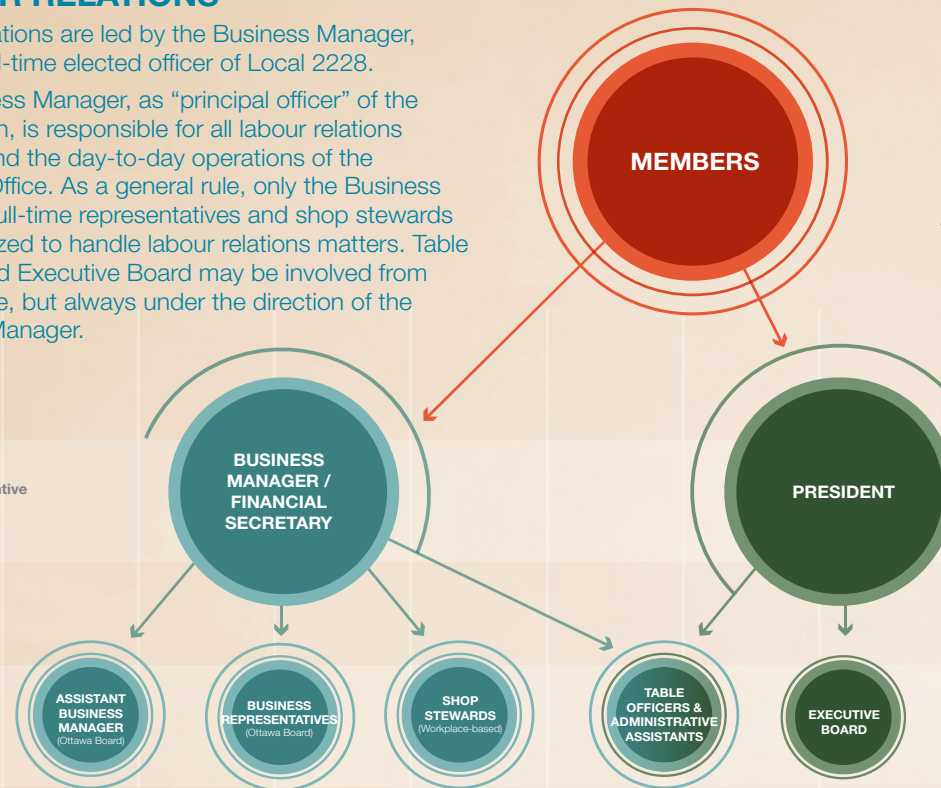 R RELATIONS
ations are led by the Business Manager,
l-time elected officer of Local 2228.
ess Manager, as “principal officer” of the
n, is responsible for all labour relations
nd the day-to-day operations of the
Office. As a general rule, only the Business
ull-time representatives and shop stewards
zed to handle labour relations matters. Table
d Executive Board may be involved from
e, but always under the direction of the
Manager.
MEMBERS
BUSINESS
MANAGER /
FINANCIAL
SECRETARY
utive
PRESIDENT
ASSISTANT
BUSINESS
MANAGER
(Ottawa Board)
BUSINESS
REPRESENTATIVES
(Ottawa Board)
SHOP
STEWARDS
(Workplace-based)
TABLE
OFFICERS &
ADMINISTRATIVE
ASSISTANTS
EXECUTIVE
BOARD